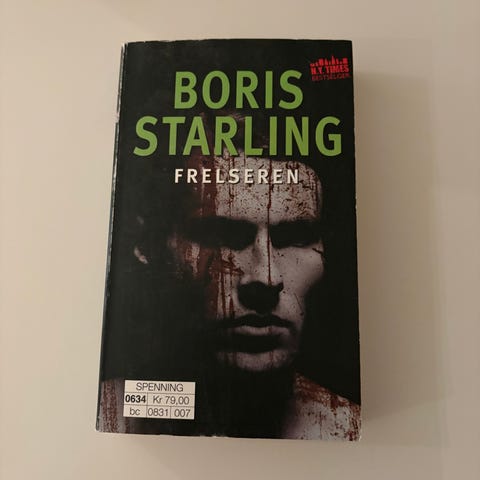 BORIS
STARLING
FRELSEREN
N.Y. TIMES
BESTSELGER
SPENNING
0634 Kr 79,00
bc 0831 007